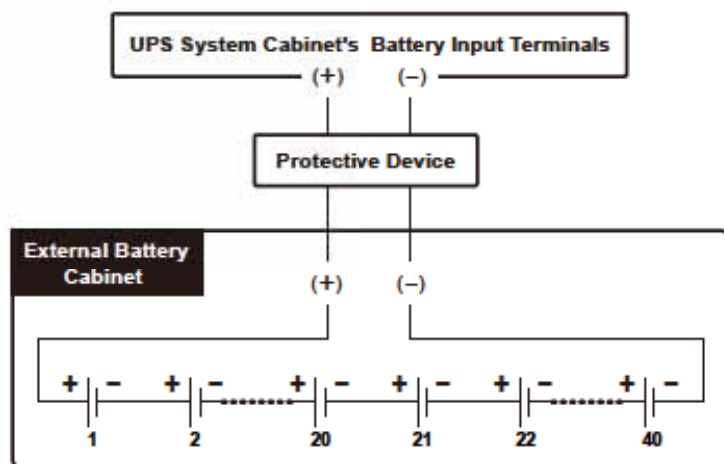 UPS System Cabinet's Battery Input Terminals
(+) (−)
Protective Device
External Battery
Cabinet
(+) (−)
+ − + − + − + − + − + −
1 2 20 21 22 40